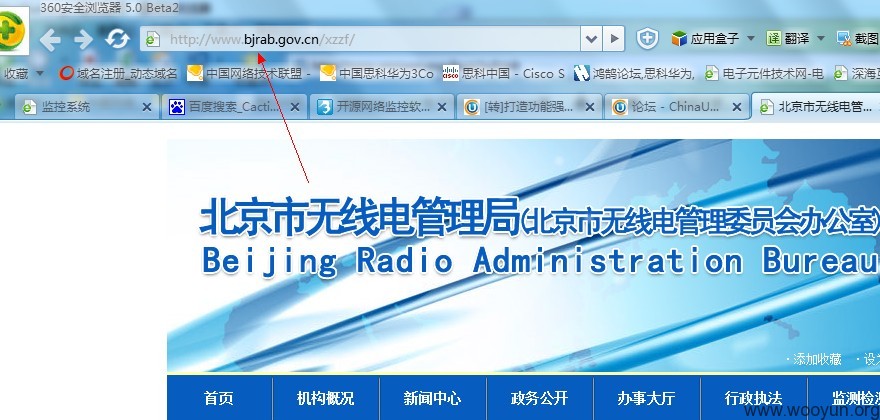 360安全浏览器 5.0 Beta2
http://www.bjrab.gov.cn/xzzf/
应用盒子
翻译
截图
收藏
域名注册_动态域名
中国网络技术联盟 -
中国思科华为3Co
思科中国 - Cisco S
鸿鹄论坛,思科华为,
电子元件技术网-电
深海
监控系统
百度搜索_Cacti...
开源网络监控软...
[转]打造功能强...
论坛 - ChinaU...
北京市无线电管...
北京市无线电管理局(北京市无线电管理委员会办公室)
Beijing Radio Administration Bureau
·添加收藏
·设为
首页
机构概况
新闻中心
政务公开
办事大厅
行政执法
监测检测
www.wooyun.org